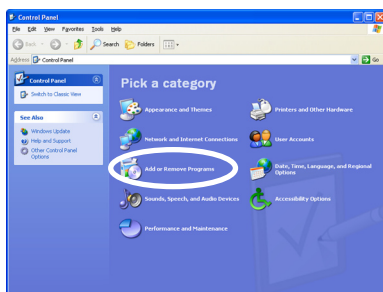 Control Panel
File Edit View Favorites Tools Help
Back Search Folders
Address Control Panel Go
Control Panel
Switch to Classic View
See Also
Windows Update
Help and Support
Other Control Panel
Options
Pick a category
Appearance and Themes
Printers and Other Hardware
Network and Internet Connections
User Accounts
Add or Remove Programs
Date, Time, Language, and Regional
Options
Sounds, Speech, and Audio Devices
Accessibility Options
Performance and Maintenance